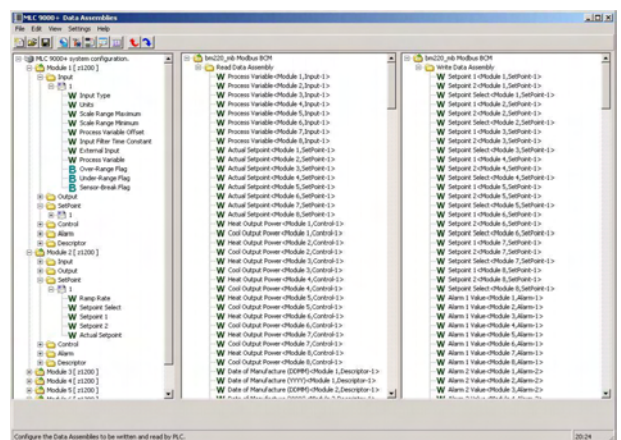 MLC 9000+ Data Assemblies
File Edit View Settings Help
MLC 9000+ system configuration.
Module 1 [ z1200 ]
Input
1
Input Type
Units
Scale Range Maximum
Scale Range Minimum
Process Variable Offset
Input Filter Time Constant
External Input
Process Variable
Over-Range Flag
Under-Range Flag
Sensor-Break Flag
Output
SetPoint
1
Control
Alarm
Descriptor
Module 2 [ z1200 ]
Input
Output
SetPoint
1
Ramp Rate
Setpoint Select
Setpoint 1
Setpoint 2
Actual Setpoint
Control
Alarm
Descriptor
Module 3 [ z1200 ]
Module 4 [ z1200 ]
Module 5 [ z1200 ]
bm220_mb Modbus BCM
Read Data Assembly
Process Variable<Module 1,Input-1>
Process Variable<Module 2,Input-1>
Process Variable<Module 3,Input-1>
Process Variable<Module 4,Input-1>
Process Variable<Module 5,Input-1>
Process Variable<Module 6,Input-1>
Process Variable<Module 7,Input-1>
Process Variable<Module 8,Input-1>
Actual Setpoint<Module 1,SetPoint-1>
Actual Setpoint<Module 2,SetPoint-1>
Actual Setpoint<Module 3,SetPoint-1>
Actual Setpoint<Module 4,SetPoint-1>
Actual Setpoint<Module 5,SetPoint-1>
Actual Setpoint<Module 6,SetPoint-1>
Actual Setpoint<Module 7,SetPoint-1>
Actual Setpoint<Module 8,SetPoint-1>
Heat Output Power<Module 1,Control-1>
Cool Output Power<Module 1,Control-1>
Heat Output Power<Module 2,Control-1>
Cool Output Power<Module 2,Control-1>
Heat Output Power<Module 3,Control-1>
Cool Output Power<Module 3,Control-1>
Heat Output Power<Module 4,Control-1>
Cool Output Power<Module 4,Control-1>
Heat Output Power<Module 5,Control-1>
Cool Output Power<Module 5,Control-1>
Heat Output Power<Module 6,Control-1>
Cool Output Power<Module 6,Control-1>
Heat Output Power<Module 7,Control-1>
Cool Output Power<Module 7,Control-1>
Heat Output Power<Module 8,Control-1>
Cool Output Power<Module 8,Control-1>
Date of Manufacture (DDMM)<Module 1,Descriptor-1>
Date of Manufacture (YYYY)<Module 1,Descriptor-1>
Date of Manufacture (DDMM)<Module 2,Descriptor-1>
bm220_mb Modbus BCM
Write Data Assembly
Setpoint 1<Module 1,SetPoint-1>
Setpoint 2<Module 1,SetPoint-1>
Setpoint Select<Module 1,SetPoint-1>
Setpoint 1<Module 2,SetPoint-1>
Setpoint 2<Module 2,SetPoint-1>
Setpoint Select<Module 2,SetPoint-1>
Setpoint 1<Module 3,SetPoint-1>
Setpoint 2<Module 3,SetPoint-1>
Setpoint Select<Module 3,SetPoint-1>
Setpoint 1<Module 4,SetPoint-1>
Setpoint 2<Module 4,SetPoint-1>
Setpoint Select<Module 4,SetPoint-1>
Setpoint 1<Module 5,SetPoint-1>
Setpoint 2<Module 5,SetPoint-1>
Setpoint Select<Module 5,SetPoint-1>
Setpoint 1<Module 6,SetPoint-1>
Setpoint 2<Module 6,SetPoint-1>
Setpoint Select<Module 6,SetPoint-1>
Setpoint 1<Module 7,SetPoint-1>
Setpoint 2<Module 7,SetPoint-1>
Setpoint Select<Module 7,SetPoint-1>
Setpoint 1<Module 8,SetPoint-1>
Setpoint 2<Module 8,SetPoint-1>
Setpoint Select<Module 8,SetPoint-1>
Alarm 1 Value<Module 1,Alarm-1>
Alarm 1 Value<Module 2,Alarm-1>
Alarm 1 Value<Module 3,Alarm-1>
Alarm 1 Value<Module 4,Alarm-1>
Alarm 1 Value<Module 5,Alarm-1>
Alarm 1 Value<Module 6,Alarm-1>
Alarm 1 Value<Module 7,Alarm-1>
Alarm 1 Value<Module 8,Alarm-1>
Alarm 2 Value<Module 1,Alarm-2>
Alarm 2 Value<Module 2,Alarm-2>
Alarm 2 Value<Module 3,Alarm-2>
Configure the Data Assemblies to be written and read by PLC.
20:24